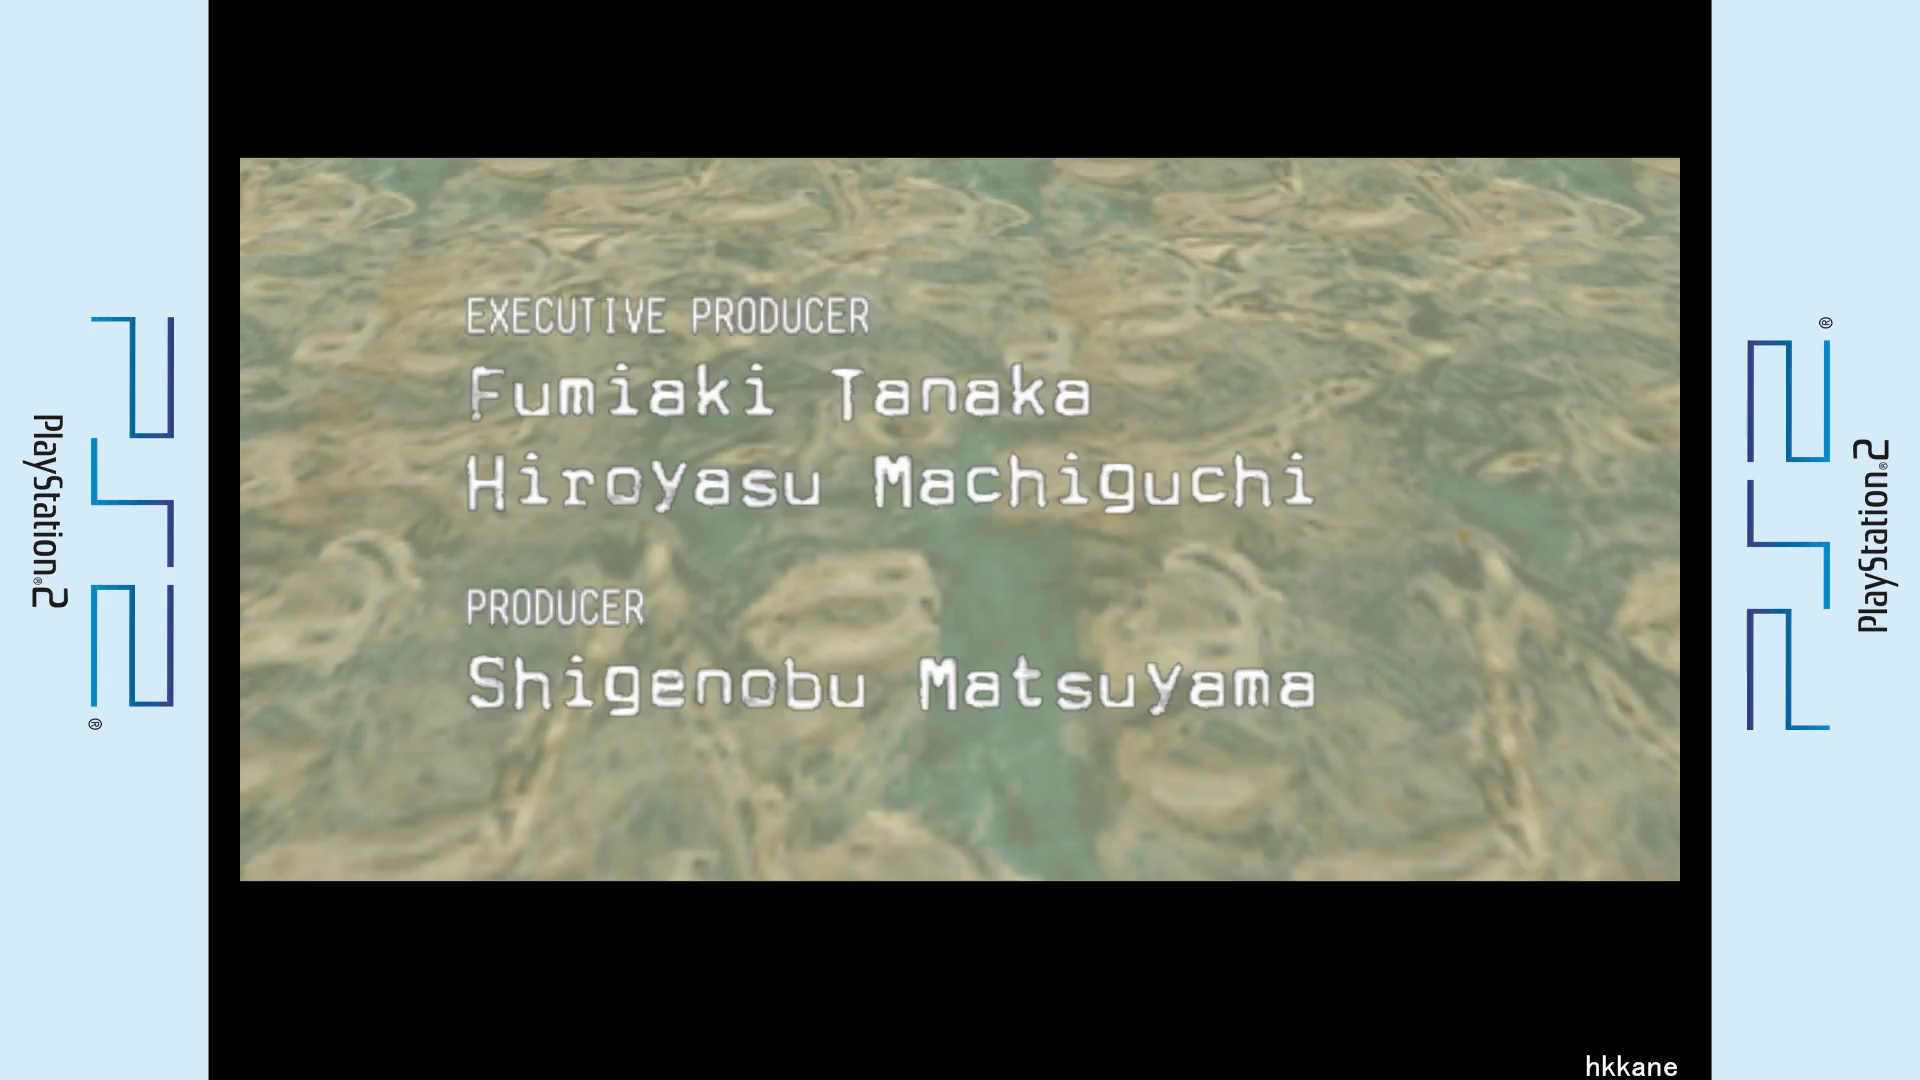 EXECUTIVE PRODUCER
Fumiaki Tanaka
Hiroyasu Machiguchi
PRODUCER
Shigenobu Matsuyama
PlayStation®2
®
PlayStation®2
®
hkkane